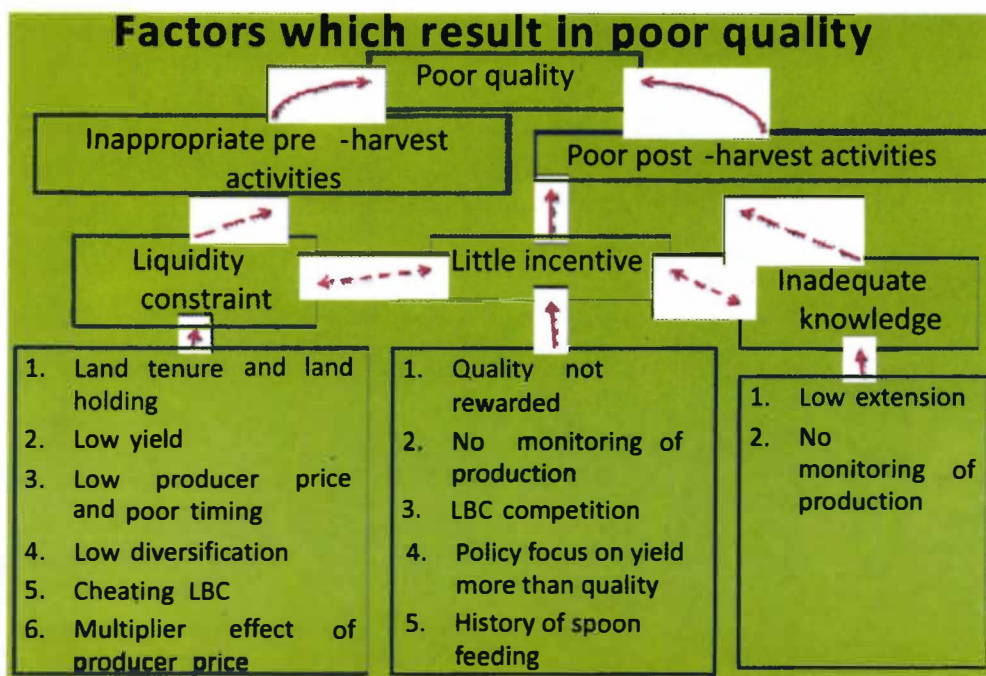 Factors which result in poor quality
Poor quality
Inappropriate pre -harvest
activities
Poor post -harvest activities
Liquidity
constraint
Little incentive
Inadequate
knowledge
1. Land tenure and land
holding
2. Low yield
3. Low producer price
and poor timing
4. Low diversification
5. Cheating LBC
6. Multiplier effect of
producer price
1. Quality not
rewarded
2. No monitoring of
production
3. LBC competition
4. Policy focus on yield
more than quality
5. History of spoon
feeding
1. Low extension
2. No
monitoring of
production